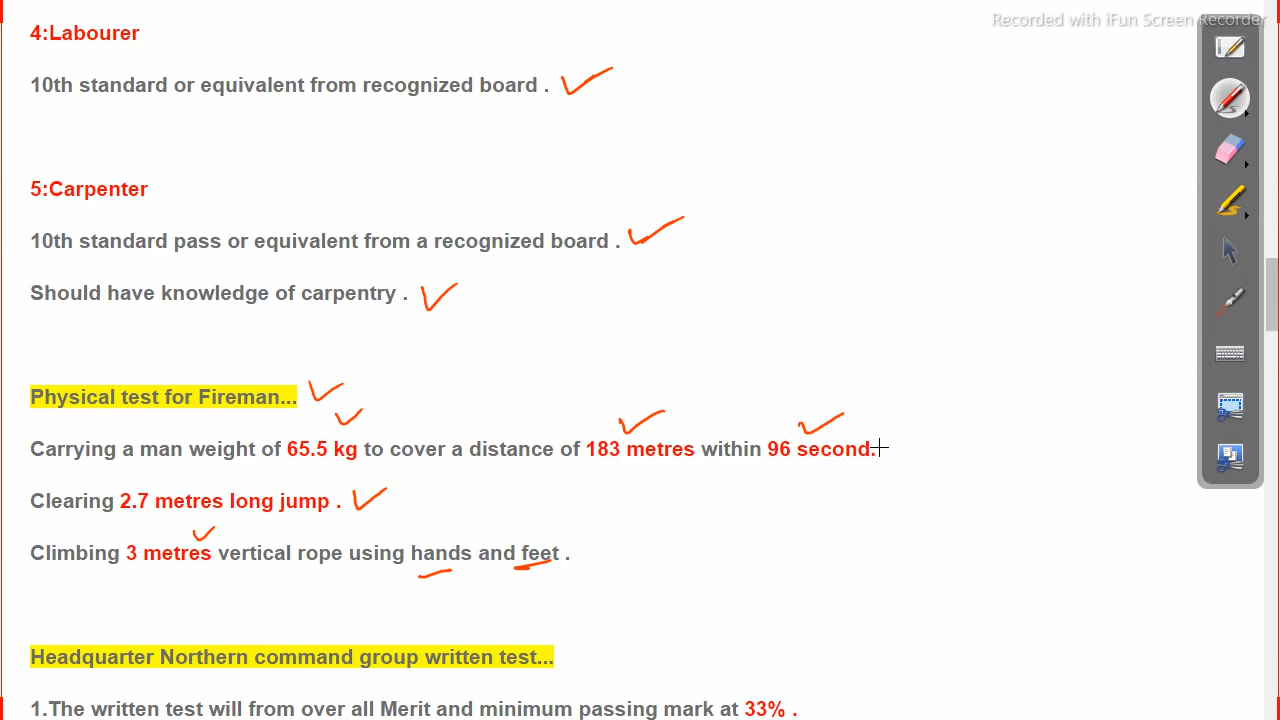 Recorded with iFun Screen Recorder
4:Labourer
10th standard or equivalent from recognized board .
5:Carpenter
10th standard pass or equivalent from a recognized board .
Should have knowledge of carpentry .
Physical test for Fireman...
Carrying a man weight of 65.5 kg to cover a distance of 183 metres within 96 second.
Clearing 2.7 metres long jump .
Climbing 3 metres vertical rope using hands and feet .
Headquarter Northern command group written test...
1.The written test will from over all Merit and minimum passing mark at 33% .